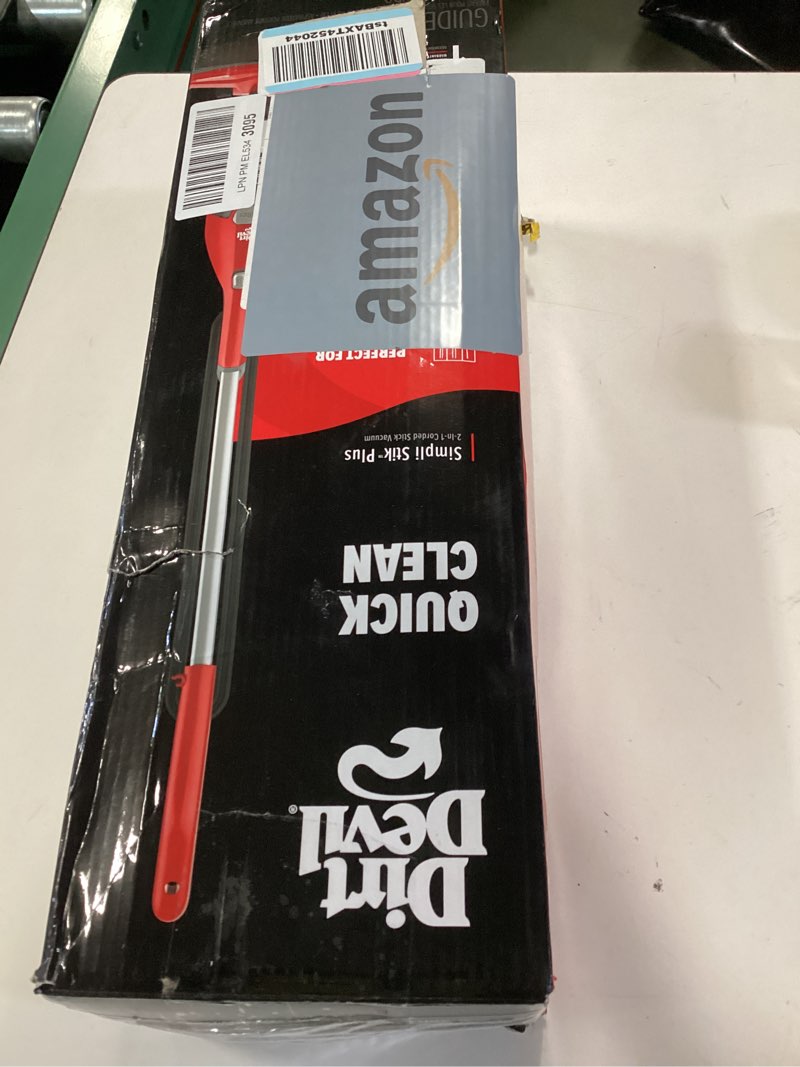 Dirt
Devil®
QUICK
CLEAN
Simpli Stik™ Plus
2-in-1 Corded Stick Vacuum
PERFECT FOR
amazon
LPN PM EL534 3095
tsBAXT452044
GUIDE